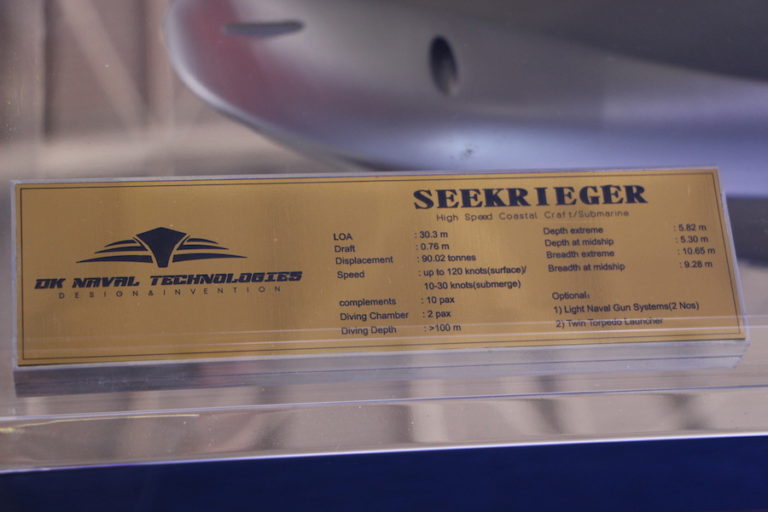 SEEKRIEGER
High Speed Coastal Craft/Submarine
DK NAVAL TECHNOLOGIES
DESIGN & INVENTION
LOA : 30.3 m
Draft : 0.76 m
Displacement : 90.02 tonnes
Speed : up to 120 knots(surface)/
10-30 knots(submerge)
complements : 10 pax
Diving Chamber : 2 pax
Diving Depth : >100 m
Depth extreme : 5.82 m
Depth at midship : 5.30 m
Breadth extreme : 10.65 m
Breadth at midship : 9.28 m
Optional:
1) Light Naval Gun Systems(2 Nos)
2) Twin Torpedo Launcher